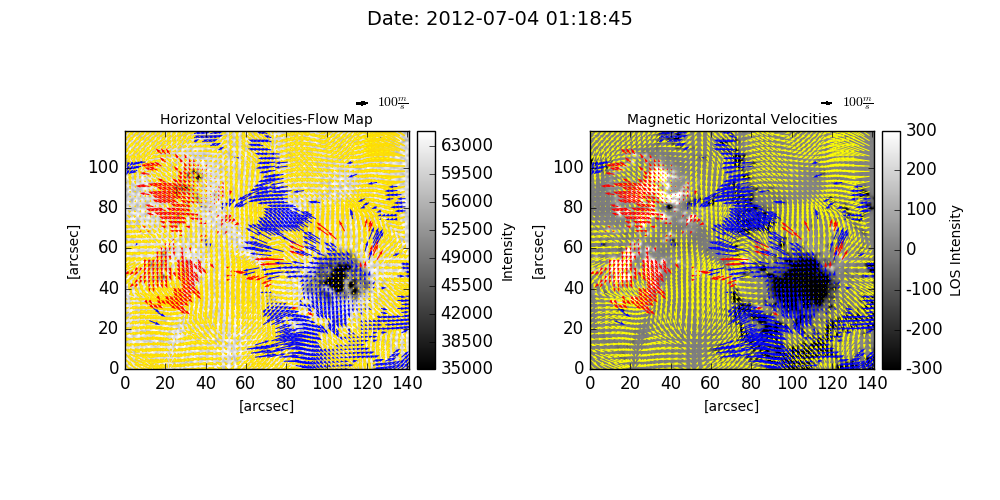 Date: 2012-07-04 01:18:45
100 m/s
100 m/s
Horizontal Velocities-Flow Map
Magnetic Horizontal Velocities
[arcsec]
100
80
60
40
20
0
0 20 40 60 80 100 120 140
[arcsec]
63000
59500
56000
52500
49000
45500
42000
38500
35000
Intensity
[arcsec]
100
80
60
40
20
0
0 20 40 60 80 100 120 140
[arcsec]
300
200
100
0
-100
-200
-300
LOS Intensity